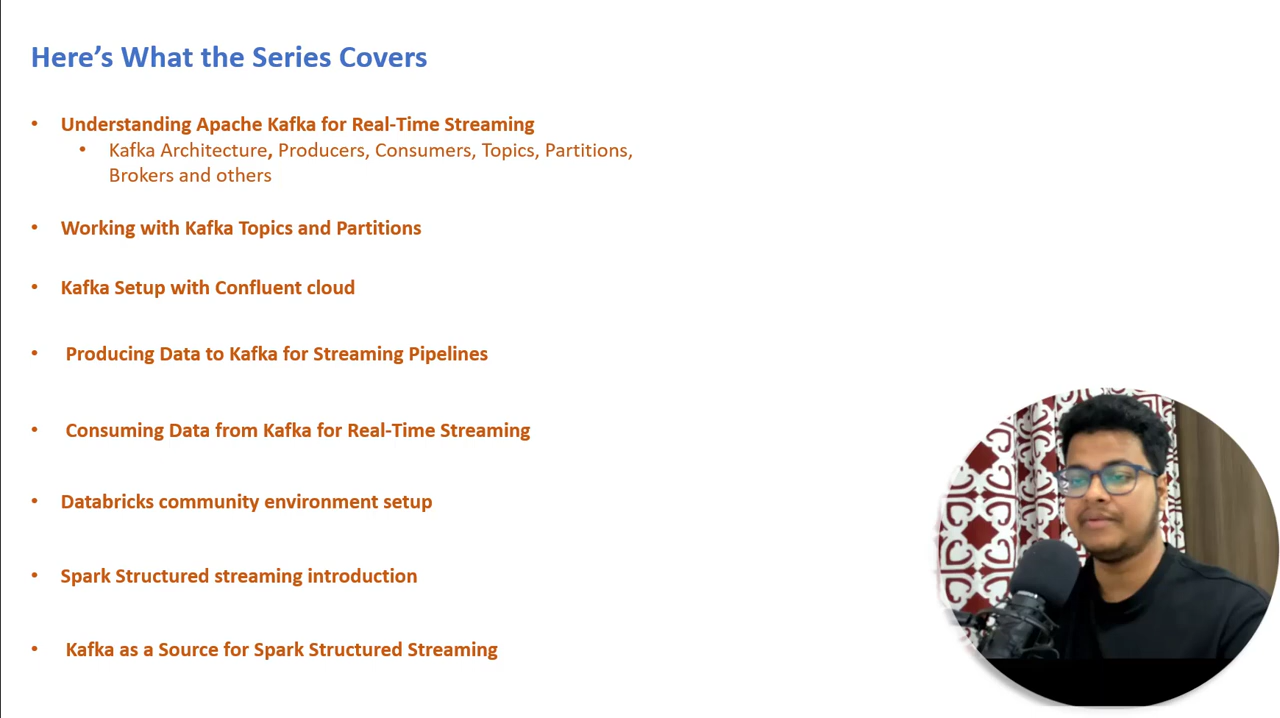 Here’s What the Series Covers
• Understanding Apache Kafka for Real-Time Streaming
• Kafka Architecture, Producers, Consumers, Topics, Partitions,
Brokers and others
• Working with Kafka Topics and Partitions
• Kafka Setup with Confluent cloud
• Producing Data to Kafka for Streaming Pipelines
• Consuming Data from Kafka for Real-Time Streaming
• Databricks community environment setup
• Spark Structured streaming introduction
• Kafka as a Source for Spark Structured Streaming